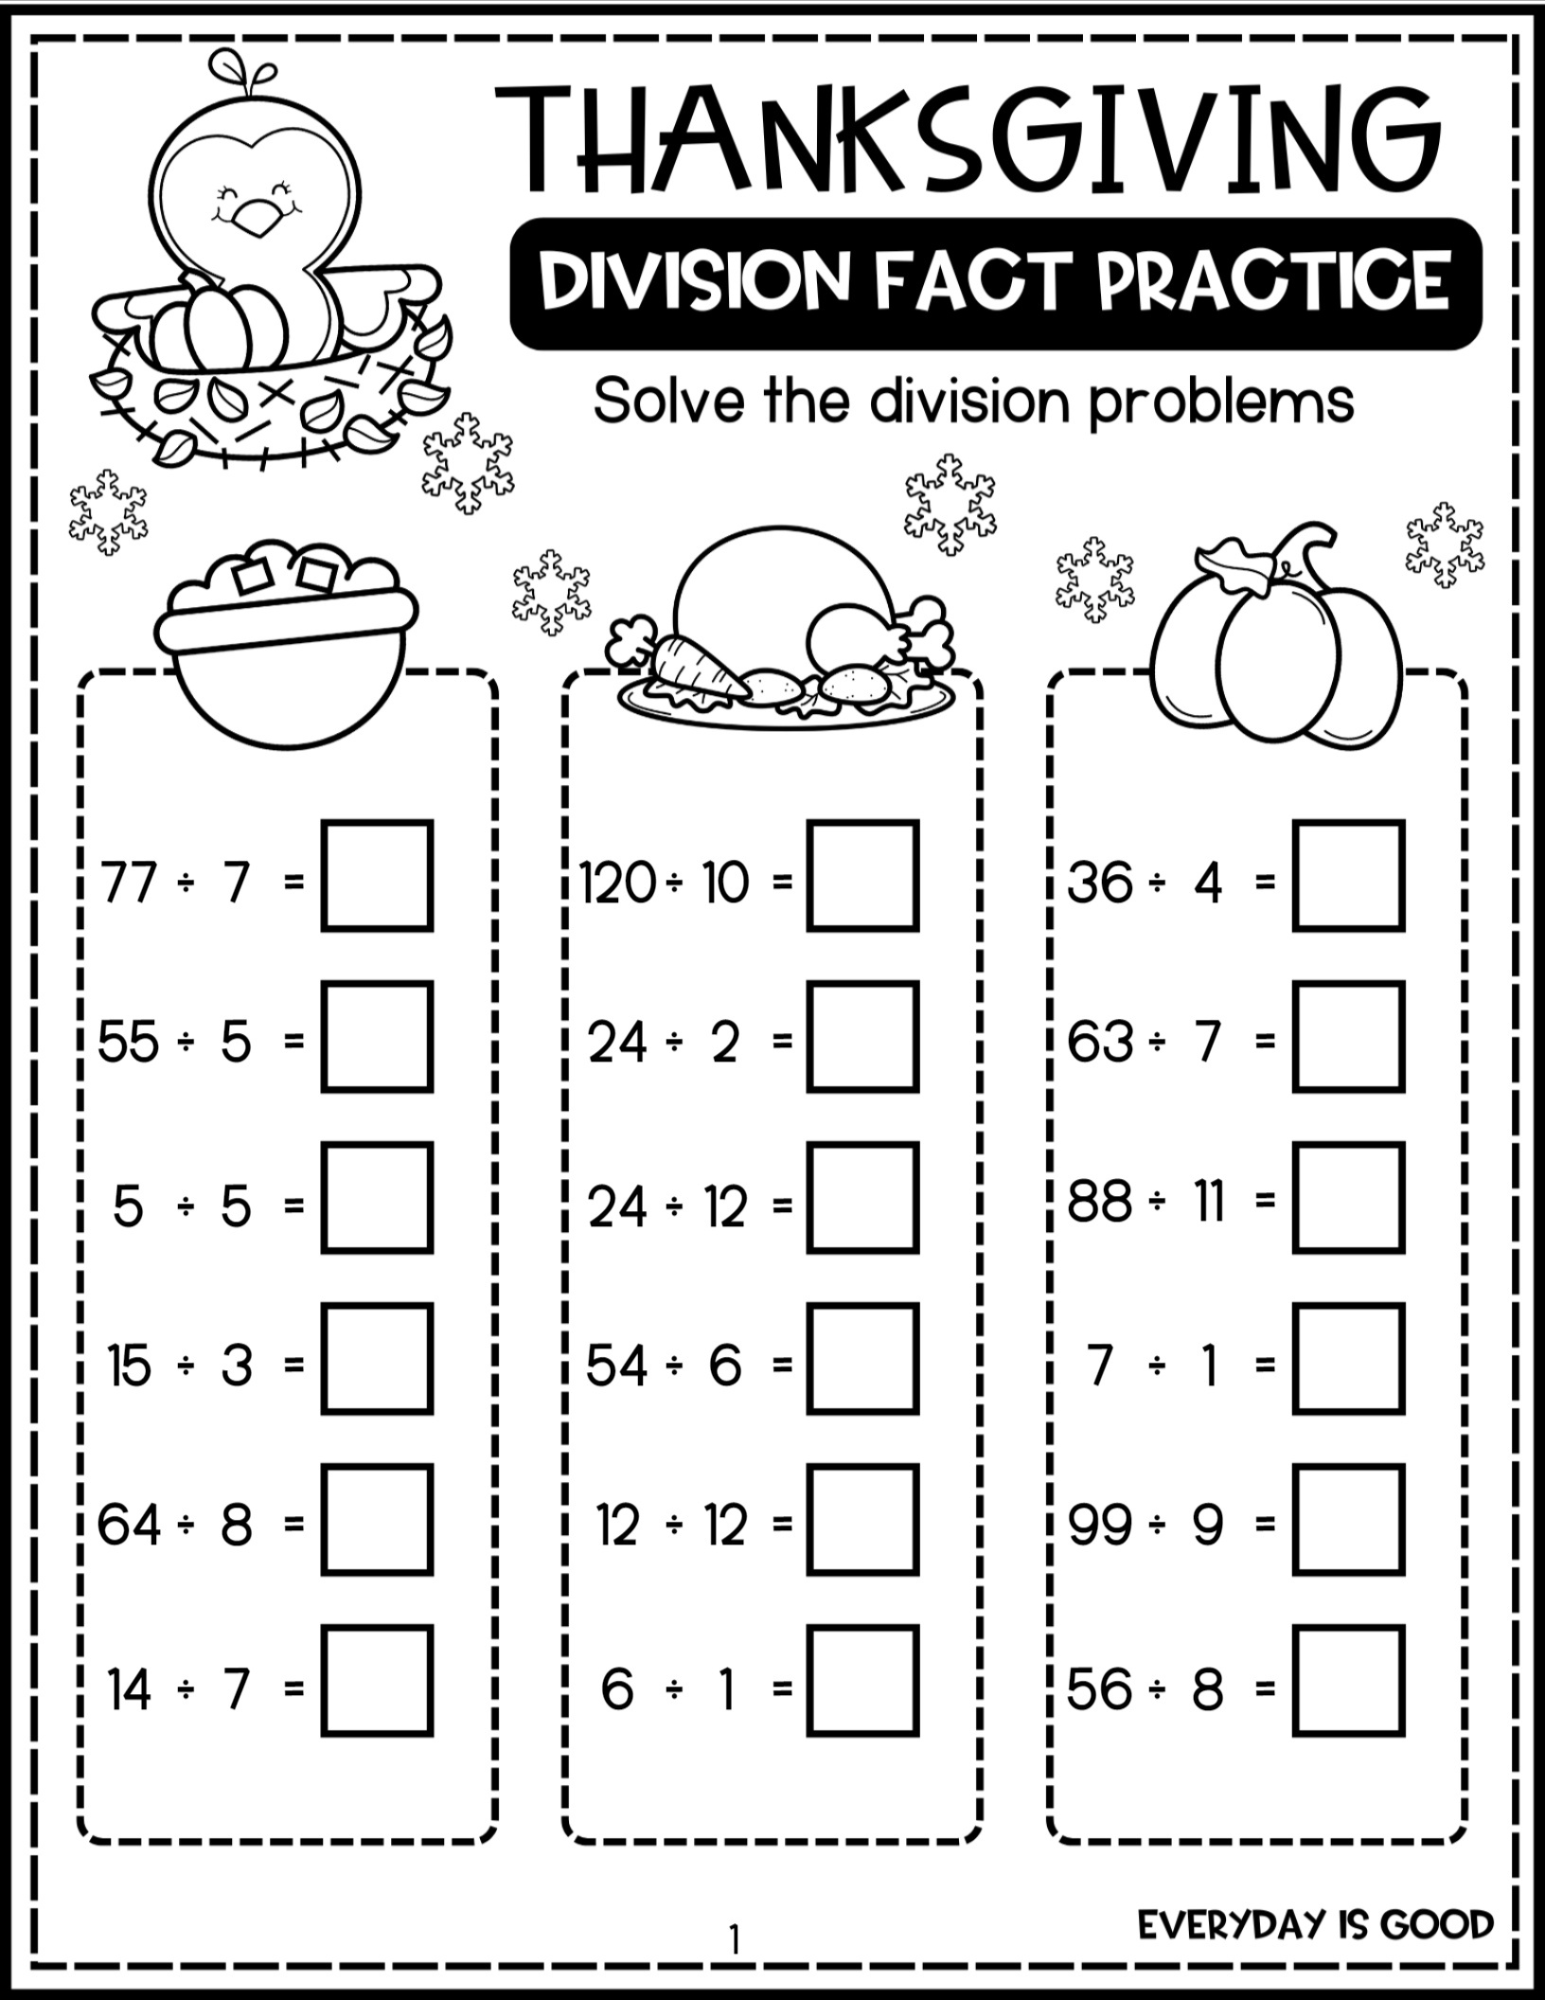 THANKSGIVING
DIVISION FACT PRACTICE
Solve the division problems
77 ÷ 7 =
55 ÷ 5 =
5 ÷ 5 =
15 ÷ 3 =
64 ÷ 8 =
14 ÷ 7 =
120 ÷ 10 =
24 ÷ 2 =
24 ÷ 12 =
54 ÷ 6 =
12 ÷ 12 =
6 ÷ 1 =
36 ÷ 4 =
63 ÷ 7 =
88 ÷ 11 =
7 ÷ 1 =
99 ÷ 9 =
56 ÷ 8 =
1
EVERYDAY IS GOOD